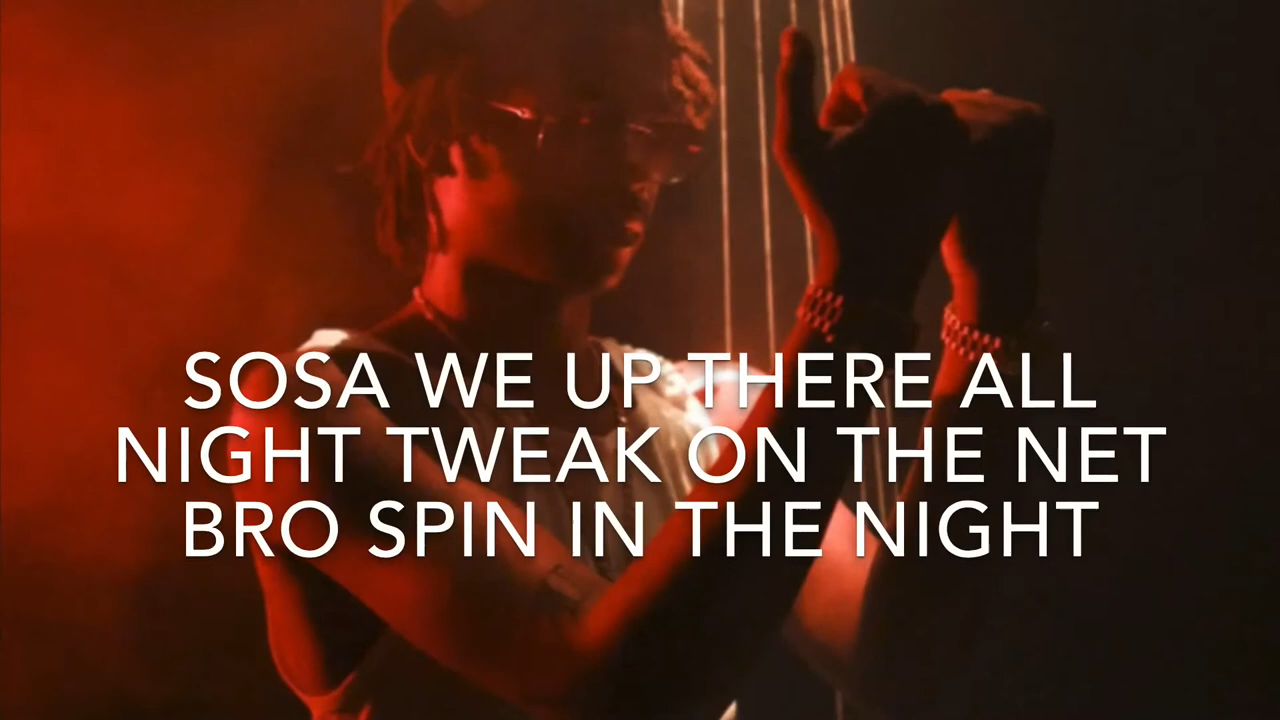 SOSA WE UP THERE ALL
NIGHT TWEAK ON THE NET
BRO SPIN IN THE NIGHT